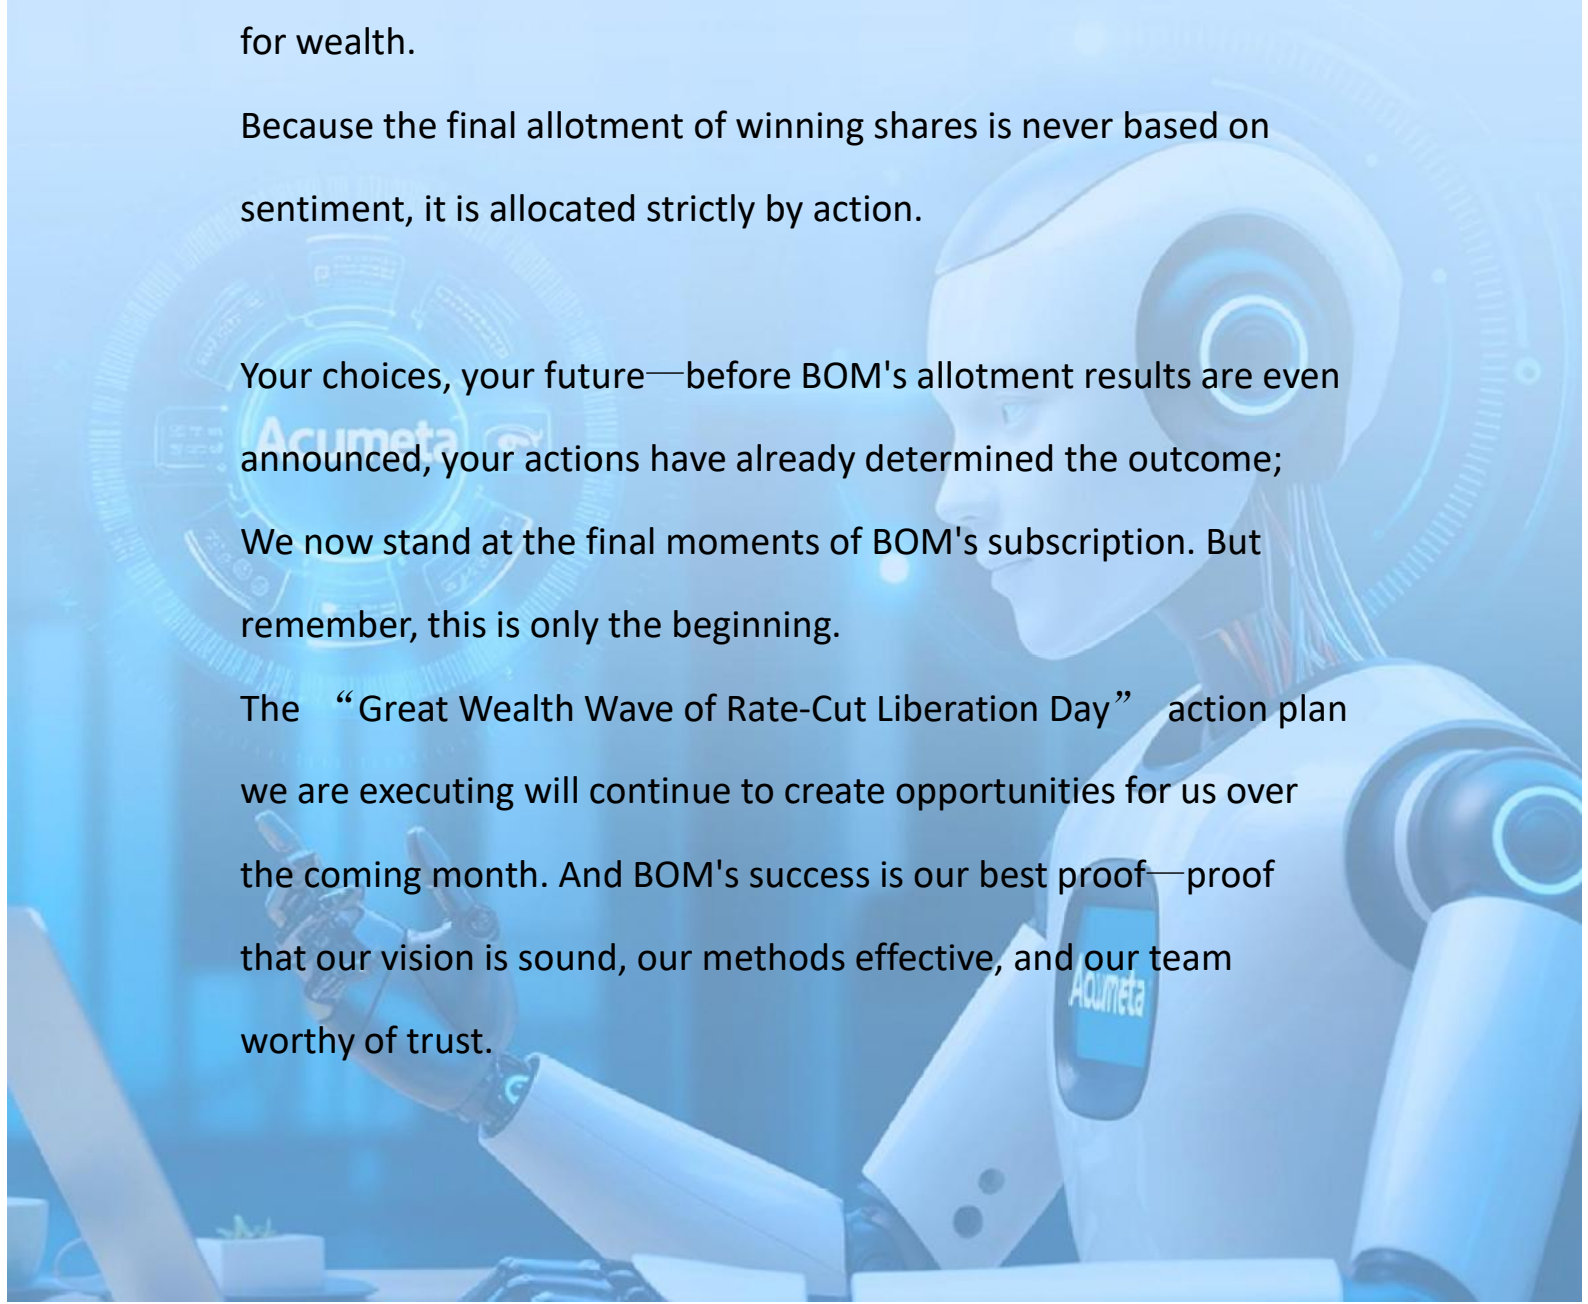 for wealth.
Because the final allotment of winning shares is never based on
sentiment, it is allocated strictly by action.
Your choices, your future—before BOM's allotment results are even
Acumeta
announced, your actions have already determined the outcome;
We now stand at the final moments of BOM's subscription. But
remember, this is only the beginning.
The “Great Wealth Wave of Rate-Cut Liberation Day” action plan
we are executing will continue to create opportunities for us over
the coming month. And BOM's success is our best proof—proof
that our vision is sound, our methods effective, and our team
Acumeta
worthy of trust.